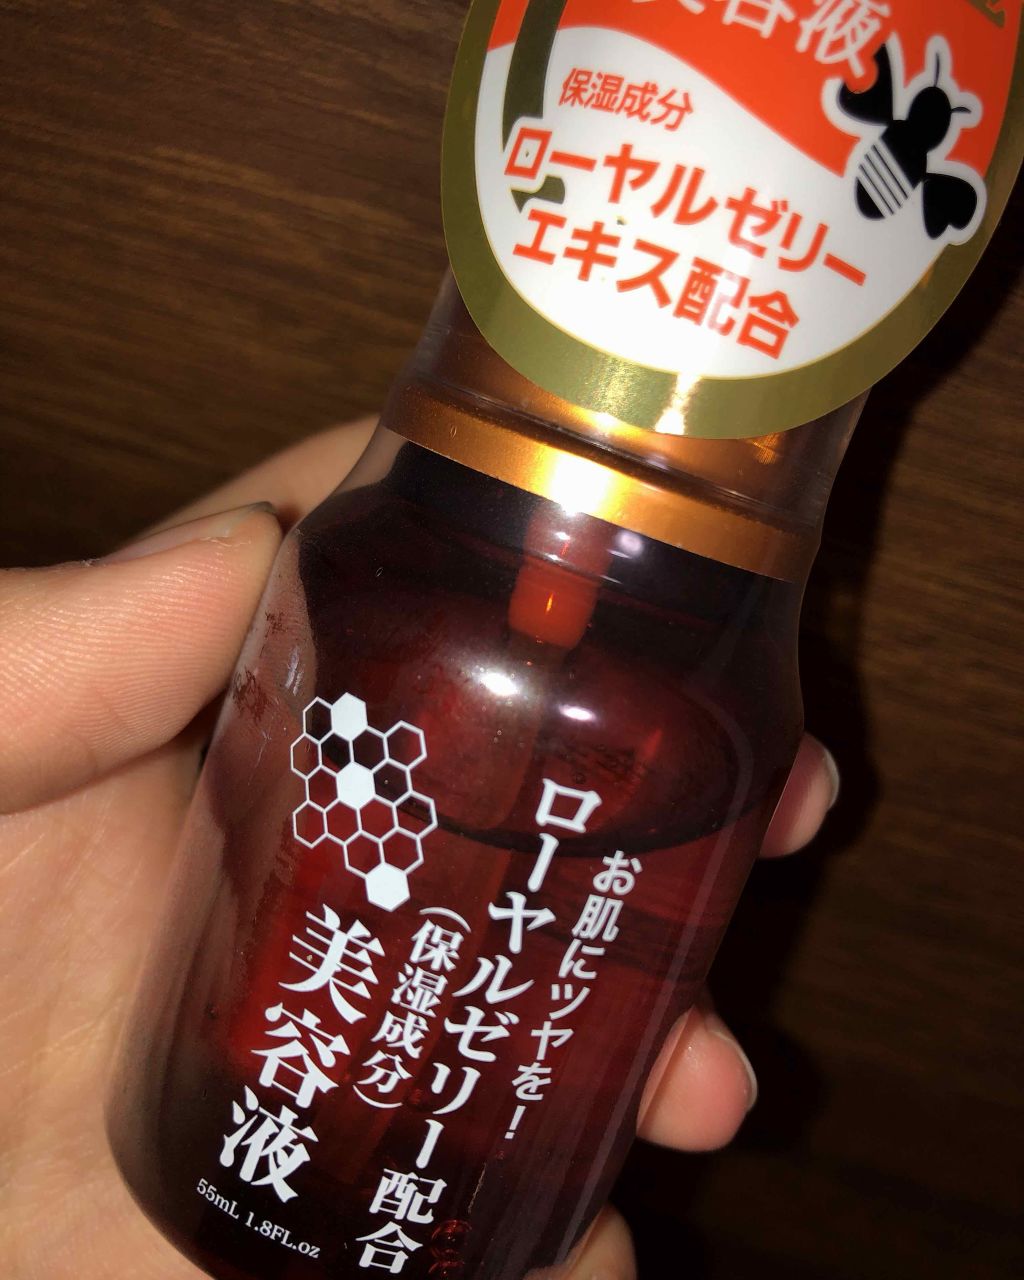 美容液
保湿成分
ローヤルゼリー
エキス配合
お肌にツヤを!
ローヤルゼリー配合
(保湿成分)
美容液
55mL 1.8FL.oz